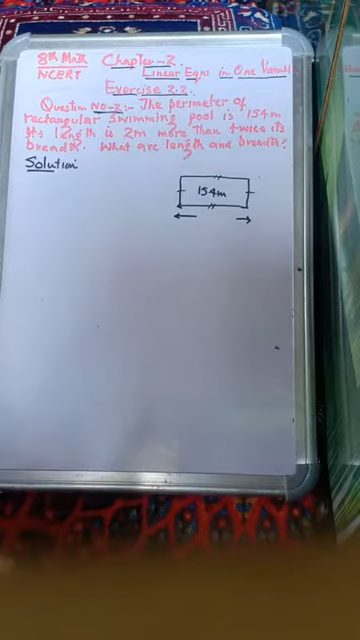 8th Math Chapter-2.
NCERT Linear Eqns in One Variable
Exercise 2.2.
Question No-2:- The perimeter of
rectangular swimming pool is 154m
It's length is 2m more than twice its
breadth. What are length and breadth?
Solution
154m